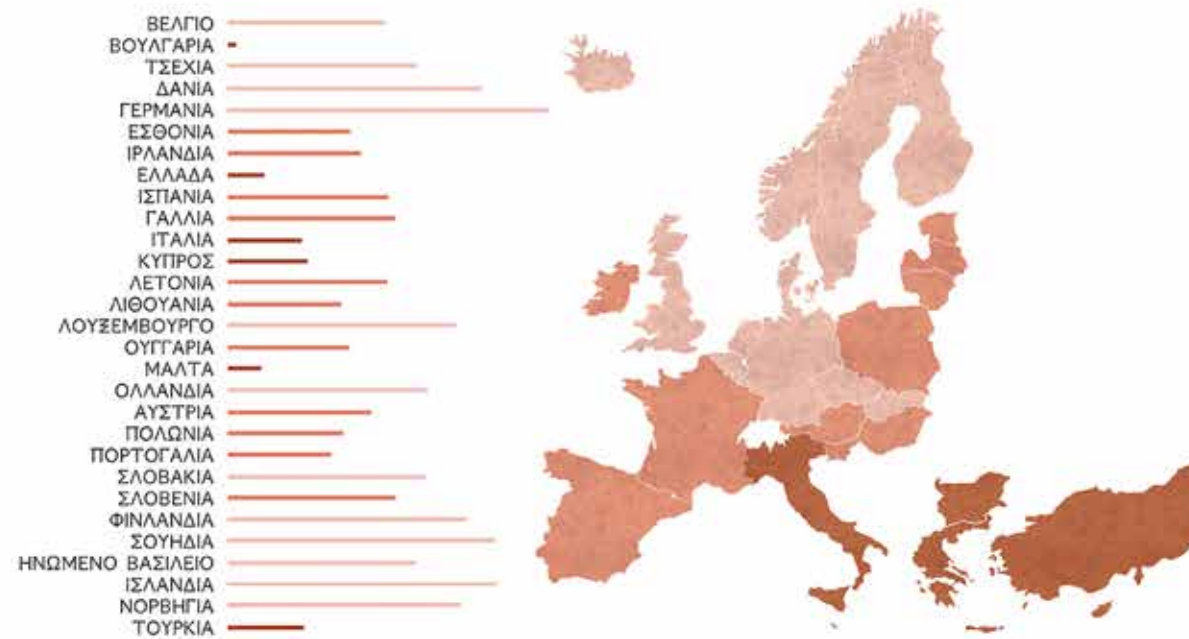 ΒΕΛΓΙΟ
ΒΟΥΛΓΑΡΙΑ
ΤΣΕΧΙΑ
ΔΑΝΙΑ
ΓΕΡΜΑΝΙΑ
ΕΣΘΟΝΙΑ
ΙΡΛΑΝΔΙΑ
ΕΛΛΑΔΑ
ΙΣΠΑΝΙΑ
ΓΑΛΛΙΑ
ΙΤΑΛΙΑ
ΚΥΠΡΟΣ
ΛΕΤΟΝΙΑ
ΛΙΘΟΥΑΝΙΑ
ΛΟΥΞΕΜΒΟΥΡΓΟ
ΟΥΓΓΑΡΙΑ
ΜΑΛΤΑ
ΟΛΛΑΝΔΙΑ
ΑΥΣΤΡΙΑ
ΠΟΛΩΝΙΑ
ΠΟΡΤΟΓΑΛΙΑ
ΣΛΟΒΑΚΙΑ
ΣΛΟΒΕΝΙΑ
ΦΙΝΛΑΝΔΙΑ
ΣΟΥΗΔΙΑ
ΗΝΩΜΕΝΟ ΒΑΣΙΛΕΙΟ
ΙΣΛΑΝΔΙΑ
ΝΟΡΒΗΓΙΑ
ΤΟΥΡΚΙΑ